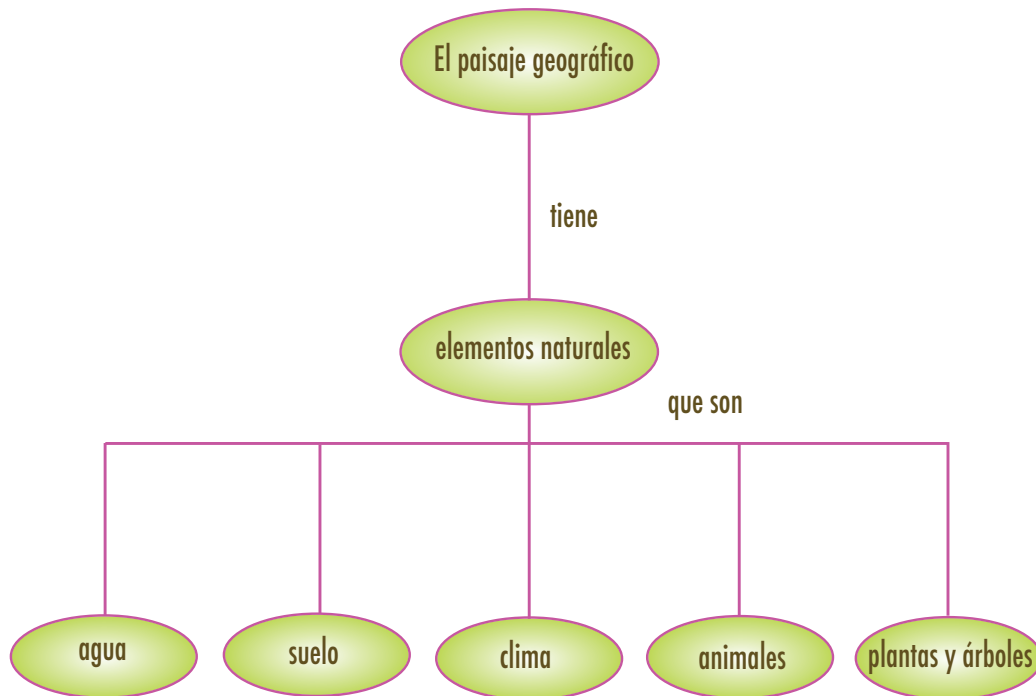 El paisaje geográfico
tiene
elementos naturales
que son
agua
suelo
clima
animales
plantas y árboles